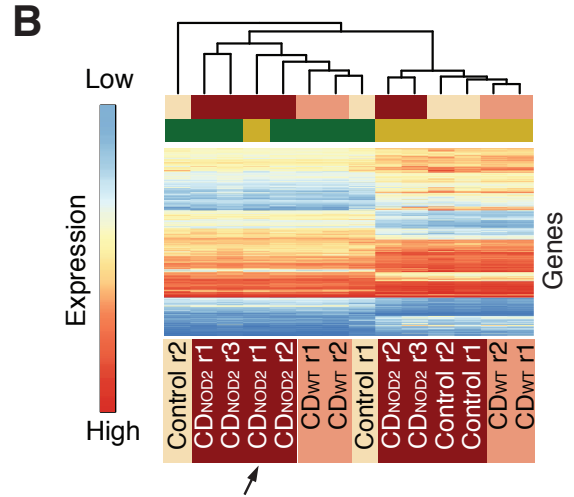 B
Low
Expression
High
Genes
Control r2
CDNOD2 r1
CDNOD2 r3
CDNOD2 r1
CDNOD2 r2
CDWT r1
CDWT r2
Control r1
CDNOD2 r2
CDNOD2 r3
Control r2
Control r1
CDWT r2
CDWT r1